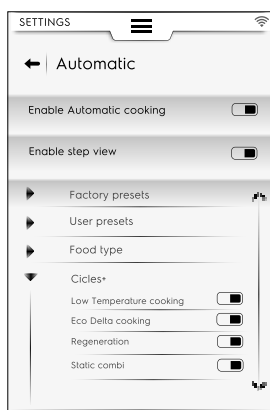 SETTINGS
Automatic
Enable Automatic cooking
Enable step view
Factory presets
User presets
Food type
Cicles+
Low Temperature cooking
Eco Delta cooking
Regeneration
Static combi